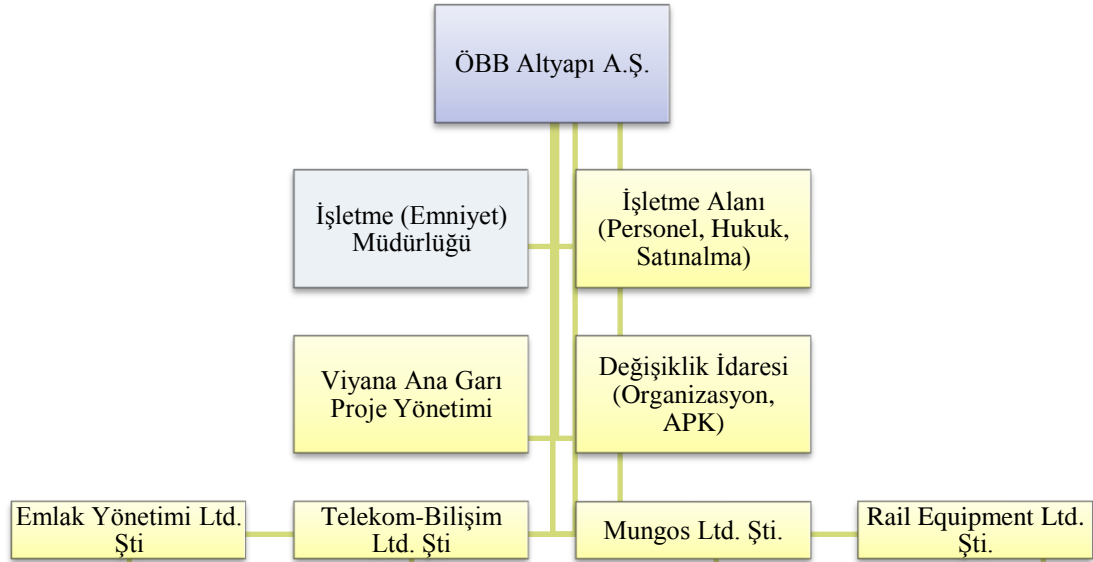 ÖBB Altyapı A.Ş.
İşletme (Emniyet)
Müdürlüğü
İşletme Alanı
(Personel, Hukuk,
Satınalma)
Viyana Ana Garı
Proje Yönetimi
Değişiklik İdaresi
(Organizasyon,
APK)
Emlak Yönetimi Ltd.
Şti
Telekom-Bilişim
Ltd. Şti
Mungos Ltd. Şti.
Rail Equipment Ltd.
Şti.